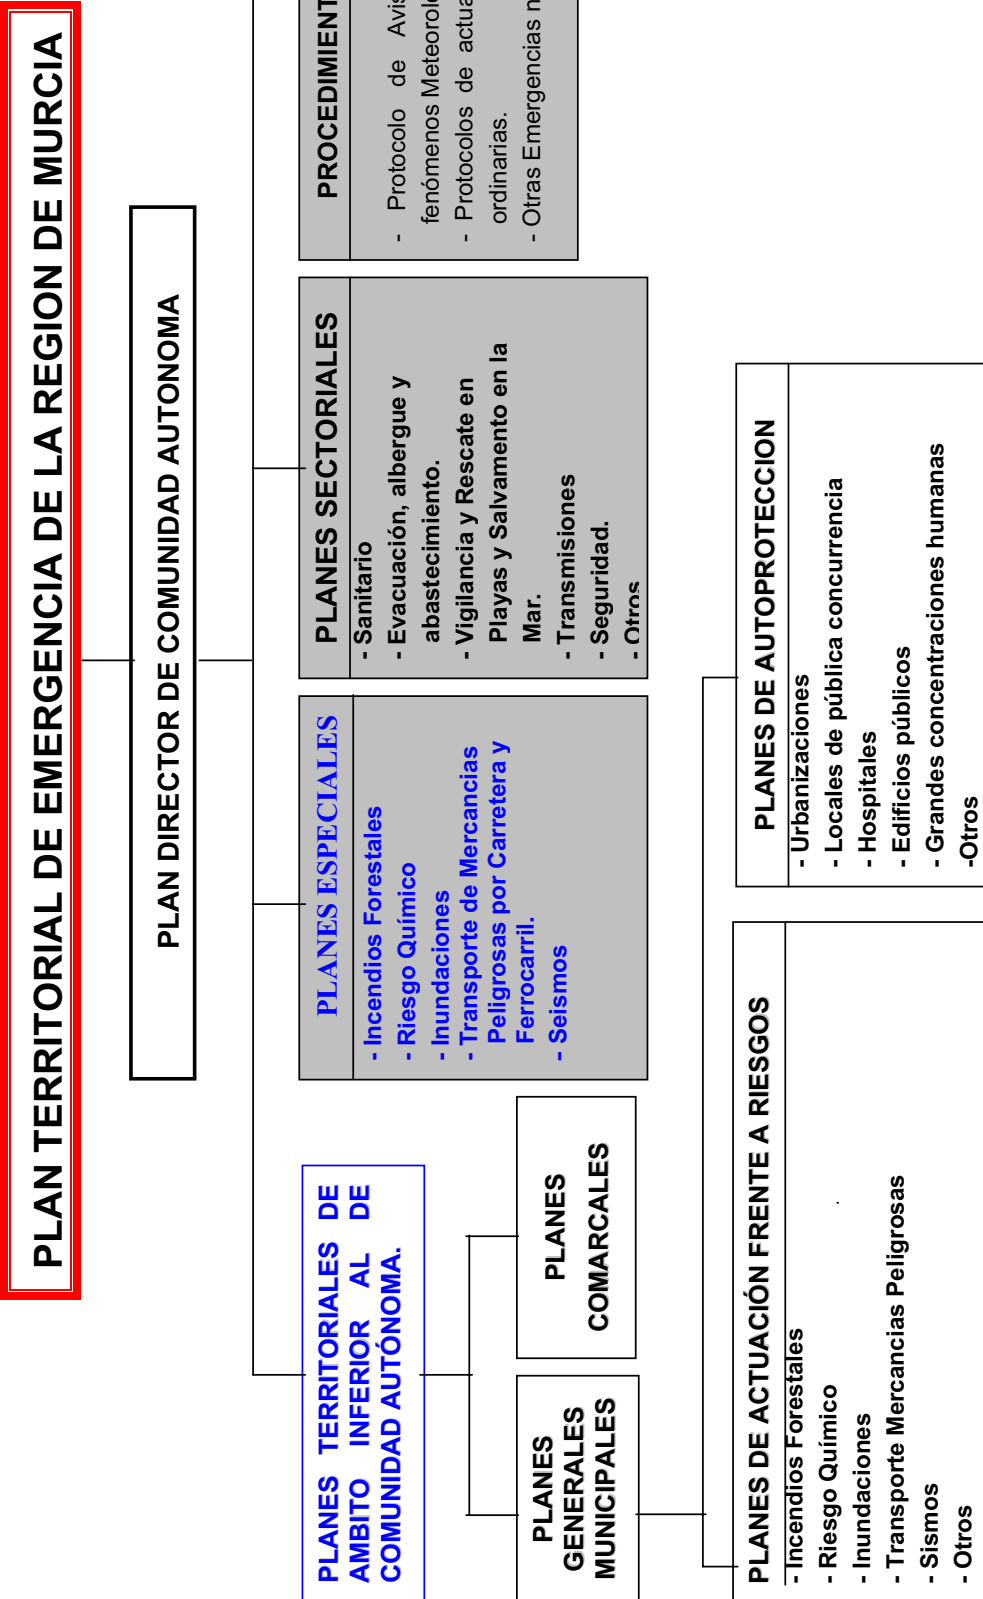 PLAN TERRITORIAL DE EMERGENCIA DE LA REGION DE MURCIA
PLAN DIRECTOR DE COMUNIDAD AUTONOMA
PLANES TERRITORIALES DE
AMBITO INFERIOR AL DE
COMUNIDAD AUTÓNOMA.
PLANES ESPECIALES
- Incendios Forestales
- Riesgo Químico
- Inundaciones
- Transporte de Mercancias
Peligrosas por Carretera y
Ferrocarril.
- Seismos
PLANES SECTORIALES
- Sanitario
- Evacuación, albergue y
abastecimiento.
- Vigilancia y Rescate en
Playas y Salvamento en la
Mar.
- Transmisiones
- Seguridad.
- Otros
PROCEDIMIENT
- Protocolo de Avis
fenómenos Meteorol
- Protocolos de actua
ordinarias.
- Otras Emergencias n
PLANES
GENERALES
MUNICIPALES
PLANES
COMARCALES
PLANES DE ACTUACIÓN FRENTE A RIESGOS
- Incendios Forestales
- Riesgo Químico
- Inundaciones
- Transporte Mercancias Peligrosas
- Sismos
- Otros
PLANES DE AUTOPROTECCION
- Urbanizaciones
- Locales de pública concurrencia
- Hospitales
- Edificios públicos
- Grandes concentraciones humanas
-Otros